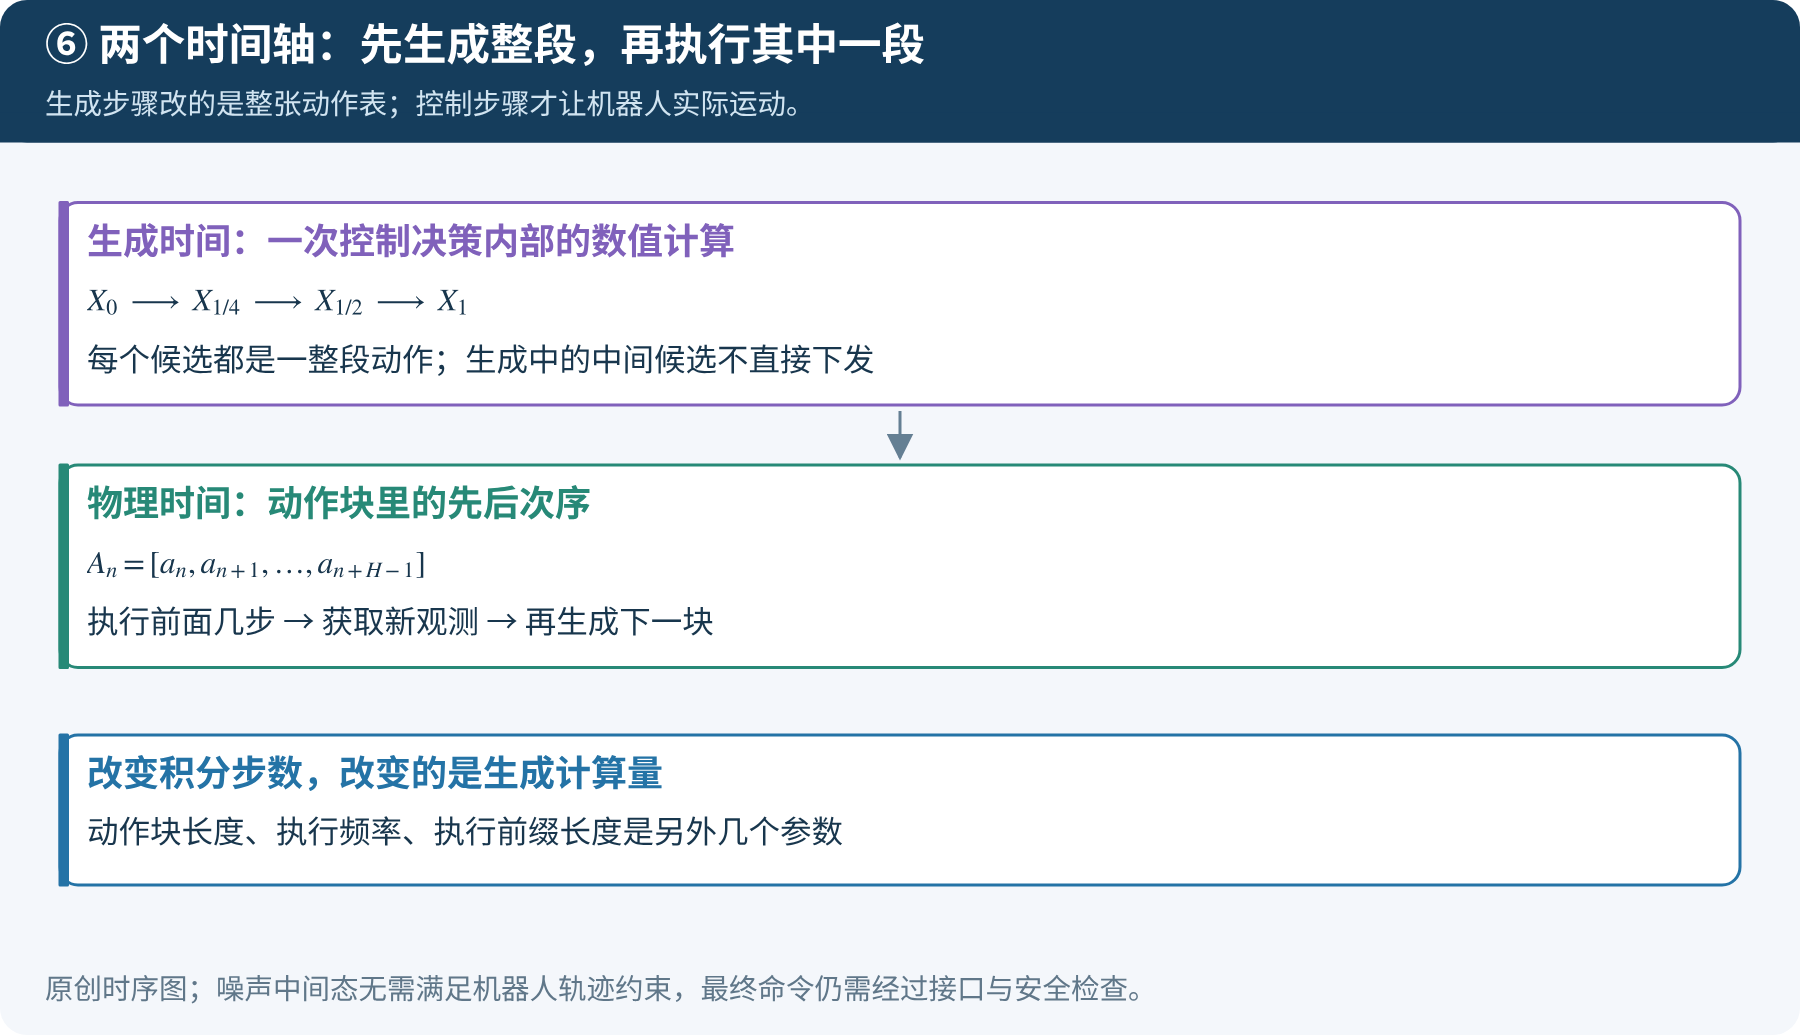 ⑥ 两个时间轴：先生成整段，再执行其中一段
生成步骤改的是整张动作表；控制步骤才让机器人实际运动。
生成时间：一次控制决策内部的数值计算
X₀ ⟶ X₁/₄ ⟶ X₁/₂ ⟶ X₁
每个候选都是一整段动作；生成中的中间候选不直接下发
物理时间：动作块里的先后次序
Aₙ = [aₙ, aₙ₊₁, …, aₙ₊H₋₁]
执行前面几步 → 获取新观测 → 再生成下一块
改变积分步数，改变的是生成计算量
动作块长度、执行频率、执行前缀长度是另外几个参数
原创时序图；噪声中间态无需满足机器人轨迹约束，最终命令仍需经过接口与安全检查。